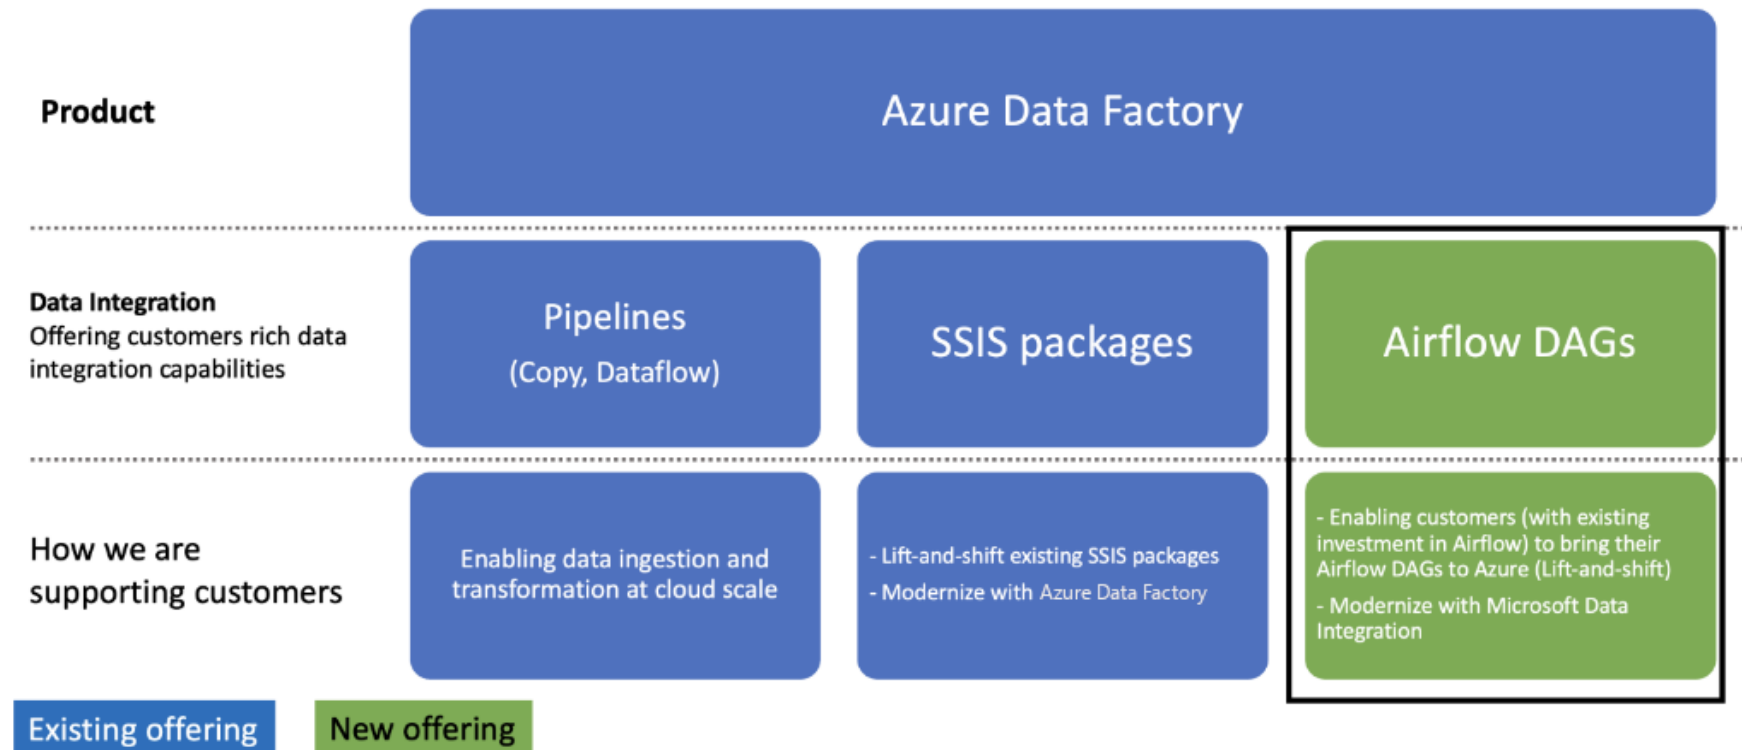 Product
Azure Data Factory
Data Integration
Offering customers rich data
integration capabilities
Pipelines
(Copy, Dataflow)
SSIS packages
Airflow DAGs
How we are
supporting customers
Enabling data ingestion and
transformation at cloud scale
- Lift-and-shift existing SSIS packages
- Modernize with Azure Data Factory
- Enabling customers (with existing
investment in Airflow) to bring their
Airflow DAGs to Azure (Lift-and-shift)
- Modernize with Microsoft Data
Integration
Existing offering
New offering